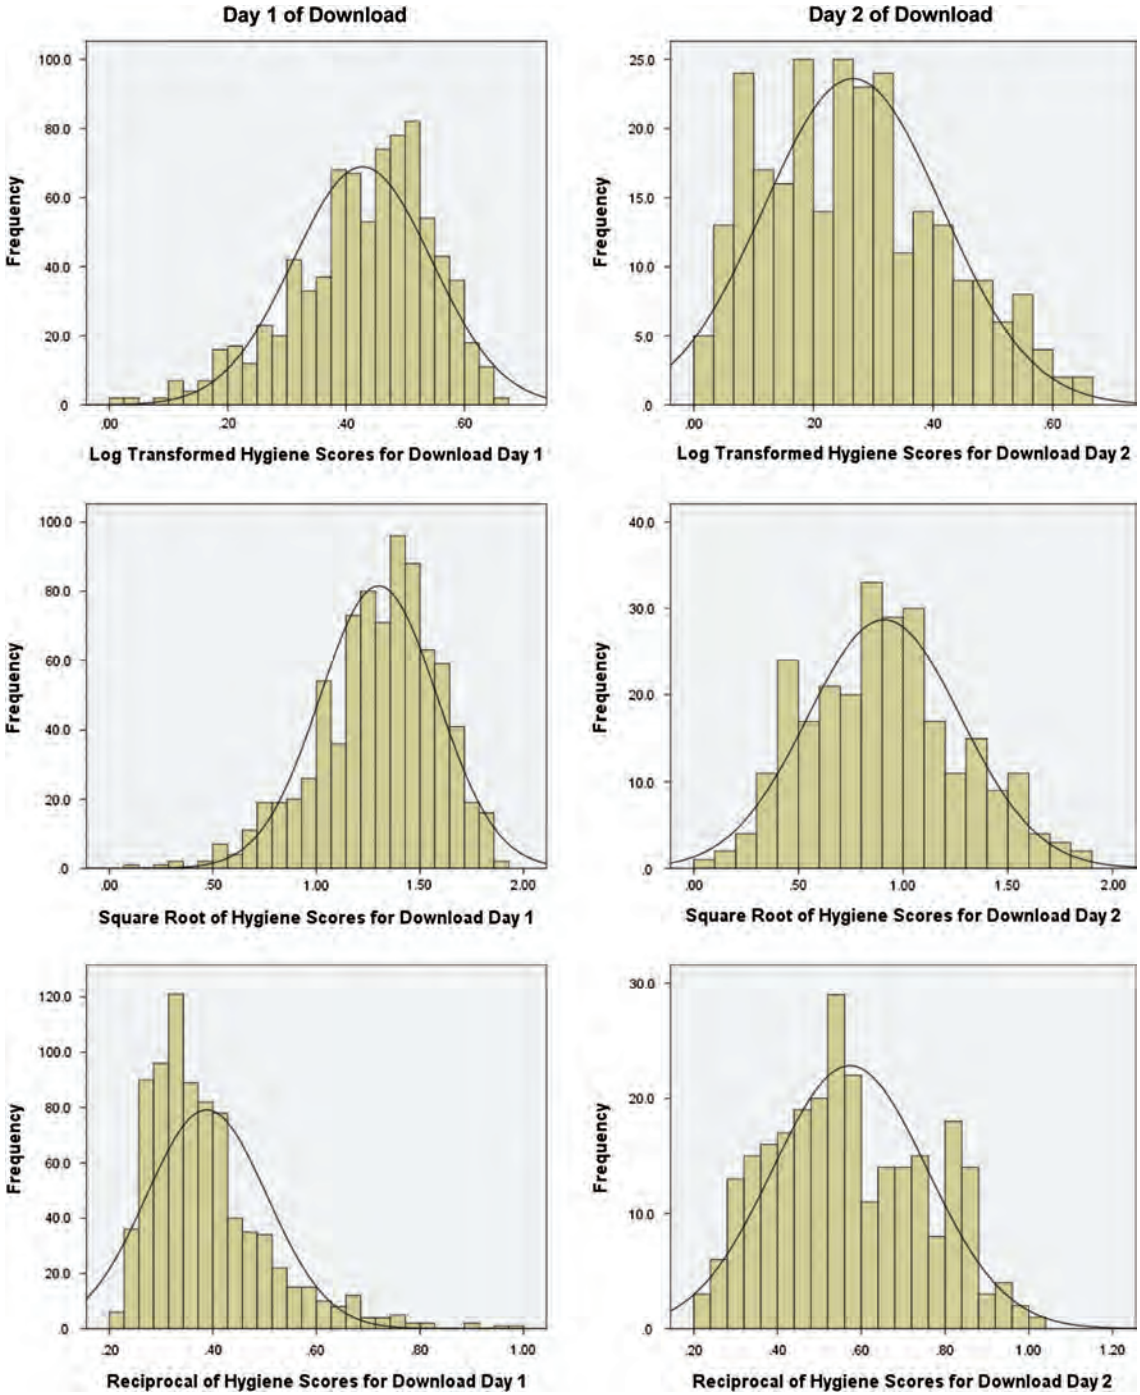 Day 1 of Download
Day 2 of Download
100.0
80.0
60.0
40.0
20.0
.0
Frequency
.00 .20 .40 .60
Log Transformed Hygiene Scores for Download Day 1
25.0
20.0
15.0
10.0
5.0
.0
Frequency
.00 .20 .40 .60
Log Transformed Hygiene Scores for Download Day 2
100.0
80.0
60.0
40.0
20.0
.0
Frequency
.00 .50 1.00 1.50 2.00
Square Root of Hygiene Scores for Download Day 1
40.0
30.0
20.0
10.0
.0
Frequency
.00 .50 1.00 1.50 2.00
Square Root of Hygiene Scores for Download Day 2
120.0
100.0
80.0
60.0
40.0
20.0
.0
Frequency
.20 .40 .60 .80 1.00
Reciprocal of Hygiene Scores for Download Day 1
30.0
20.0
10.0
.0
Frequency
.20 .40 .60 .80 1.00 1.20
Reciprocal of Hygiene Scores for Download Day 2